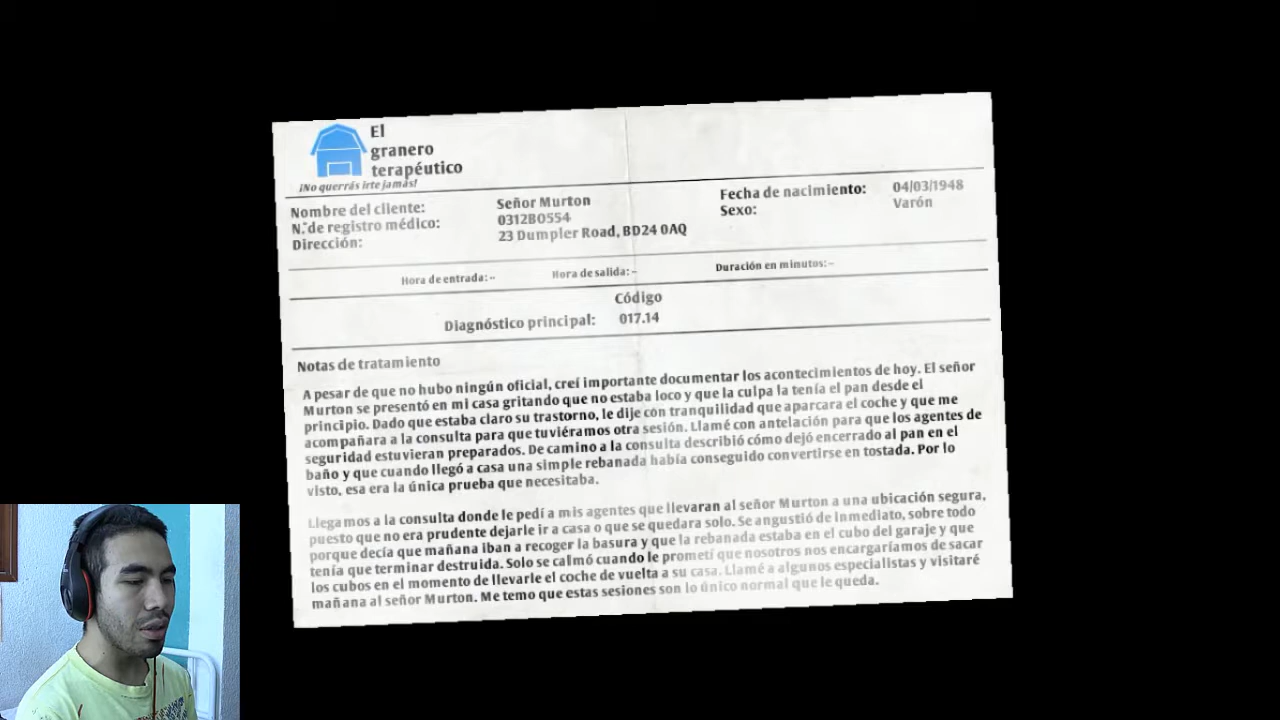 El
granero
terapéutico
¡No querrás irte jamás!
Nombre del cliente: Señor Murton
N.º de registro médico: 0312BO554
Dirección: 23 Dumpler Road, BD24 0AQ
Fecha de nacimiento: 04/03/1948
Sexo: Varón
Hora de entrada: -- Hora de salida: -- Duración en minutos: --
Código
Diagnóstico principal: 017.14
Notas de tratamiento
A pesar de que no hubo ningún oficial, creí importante documentar los acontecimientos de hoy. El señor
Murton se presentó en mi casa gritando que no estaba loco y que la culpa la tenía el pan desde el
principio. Dado que estaba claro su trastorno, le dije con tranquilidad que aparcara el coche y que me
acompañara a la consulta para que tuviéramos otra sesión. Llamé con antelación para que los agentes de
seguridad estuvieran preparados. De camino a la consulta describió cómo dejó encerrado al pan en el
baño y que cuando llegó a casa una simple rebanada había conseguido convertirse en tostada. Por lo
visto, esa era la única prueba que necesitaba.
Llegamos a la consulta donde le pedí a mis agentes que llevaran al señor Murton a una ubicación segura,
puesto que no era prudente dejarle ir a casa o que se quedara solo. Se angustió de inmediato, sobre todo
porque decía que mañana iban a recoger la basura y que la rebanada estaba en el cubo del garaje y que
tenía que terminar destruida. Solo se calmó cuando le prometí que nosotros nos encargaríamos de sacar
los cubos en el momento de llevarle el coche de vuelta a su casa. Llamé a algunos especialistas y visitaré
mañana al señor Murton. Me temo que estas sesiones son lo único normal que le queda.